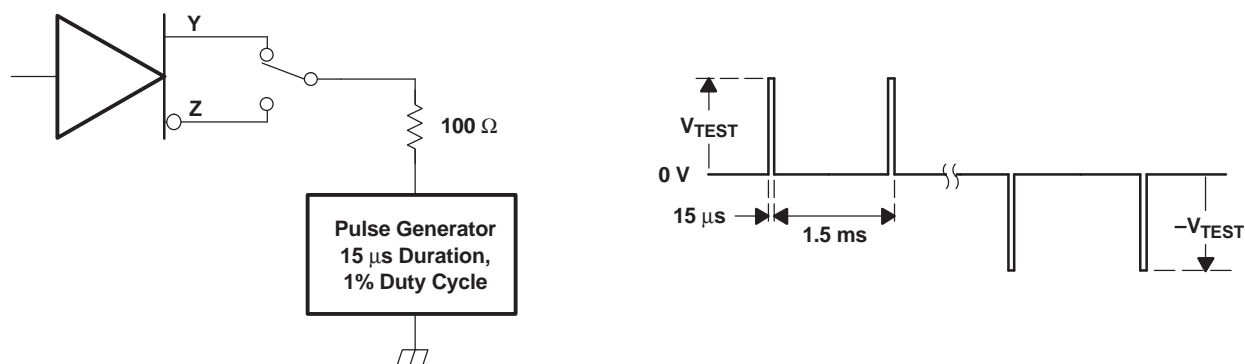 Y
Z
100 Ω
Pulse Generator
15 μs Duration,
1% Duty Cycle
VTEST
0 V
15 μs
1.5 ms
–VTEST